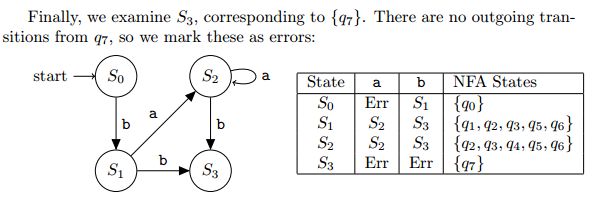 Finally, we examine S₃, corresponding to {q₇}. There are no outgoing tran-
sitions from q₇, so we mark these as errors:
start S₀ S₂ a
b a b
S₁ b S₃
State a b NFA States
S₀ Err S₁ {q₀}
S₁ S₂ S₃ {q₁, q₂, q₃, q₅, q₆}
S₂ S₂ S₃ {q₂, q₃, q₄, q₅, q₆}
S₃ Err Err {q₇}